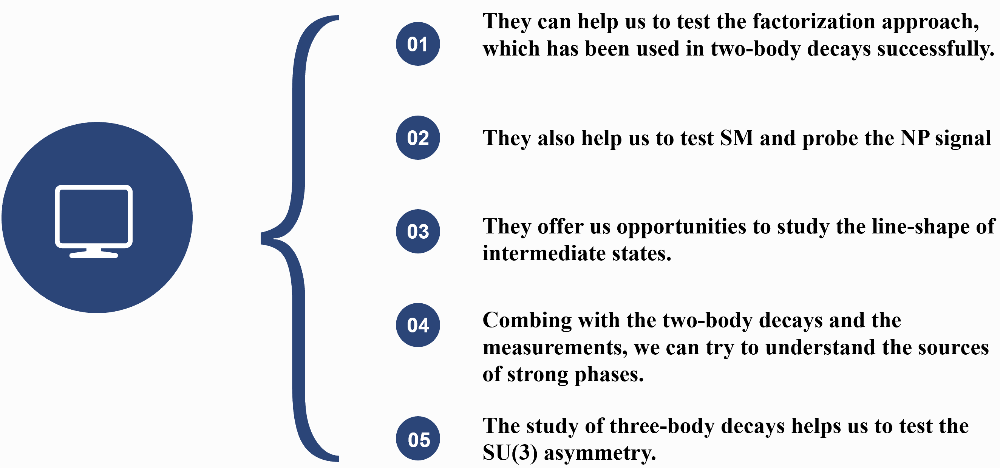 01
They can help us to test the factorization approach,
which has been used in two-body decays successfully.
02
They also help us to test SM and probe the NP signal
03
They offer us opportunities to study the line-shape of
intermediate states.
04
Combing with the two-body decays and the
measurements, we can try to understand the sources
of strong phases.
05
The study of three-body decays helps us to test the
SU(3) asymmetry.